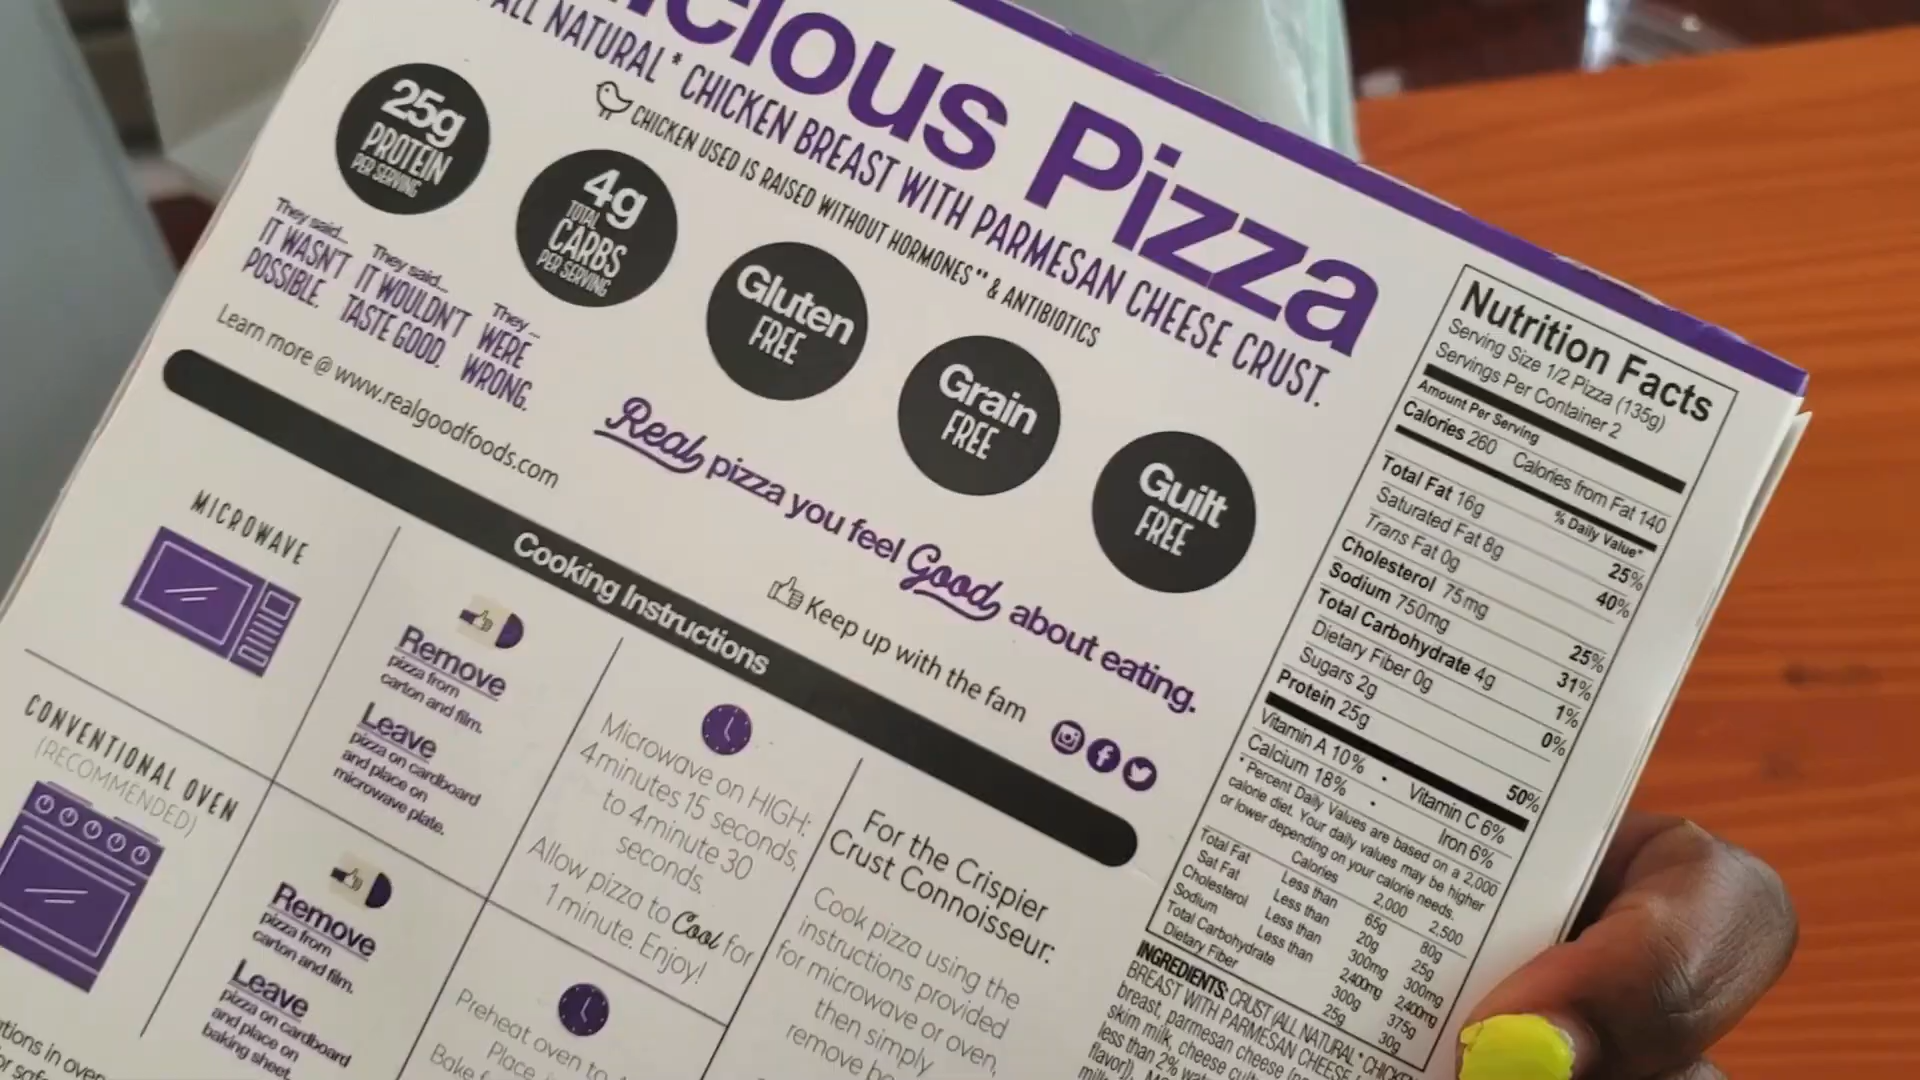 Pizza
ALL NATURAL* CHICKEN BREAST WITH PARMESAN CHEESE CRUST.
CHICKEN USED IS RAISED WITHOUT HORMONES** & ANTIBIOTICS
25g
PROTEIN
PER SERVING
4g
TOTAL
CARBS
PER SERVING
Gluten
FREE
Grain
FREE
Guilt
FREE
They said...
IT WASN'T
POSSIBLE.
They said...
IT WOULDN'T
TASTE GOOD.
They...
WERE
WRONG.
Learn more @ www.realgoodfoods.com
Real pizza you feel Good about eating.
Keep up with the fam
Cooking Instructions
MICROWAVE
Remove
pizza from
carton and film.
Leave
pizza on cardboard
and place on
microwave plate.
Microwave on HIGH:
4 minutes 15 seconds,
to 4minute 30
seconds.
Allow pizza to Cool for
1 minute. Enjoy!
For the Crispier
Crust Connoisseur:
Cook pizza using the
instructions provided
for microwave or oven,
then simply
remove
CONVENTIONAL OVEN
(RECOMMENDED)
Remove
pizza from
carton and film.
Leave
pizza on cardboard
and place on
baking sheet.
Preheat oven to
Place
Bake
in oven
Nutrition Facts
Serving Size 1/2 Pizza (135g)
Servings Per Container 2
Amount Per Serving
Calories 260 Calories from Fat 140
% Daily Value*
Total Fat 16g 25%
Saturated Fat 8g 40%
Trans Fat 0g
Cholesterol 75mg 25%
Sodium 750mg 31%
Total Carbohydrate 4g 1%
Dietary Fiber 0g 0%
Sugars 2g
Protein 25g 50%
Vitamin A 10% • Vitamin C 6%
Calcium 18% • Iron 6%
* Percent Daily Values are based on a 2,000
calorie diet. Your daily values may be higher
or lower depending on your calorie needs.
Calories 2,000 2,500
Total Fat Less than 65g 80g
Sat Fat Less than 20g 25g
Cholesterol Less than 300mg 300mg
Sodium Less than 2,400mg 2,400mg
Total Carbohydrate 300g 375g
Dietary Fiber 25g 30g
INGREDIENTS: CRUST (ALL NATURAL* CHICKEN
BREAST WITH PARMESAN CHEESE
breast, parmesan cheese
skim milk, cheese
less than 2%
flavor]),